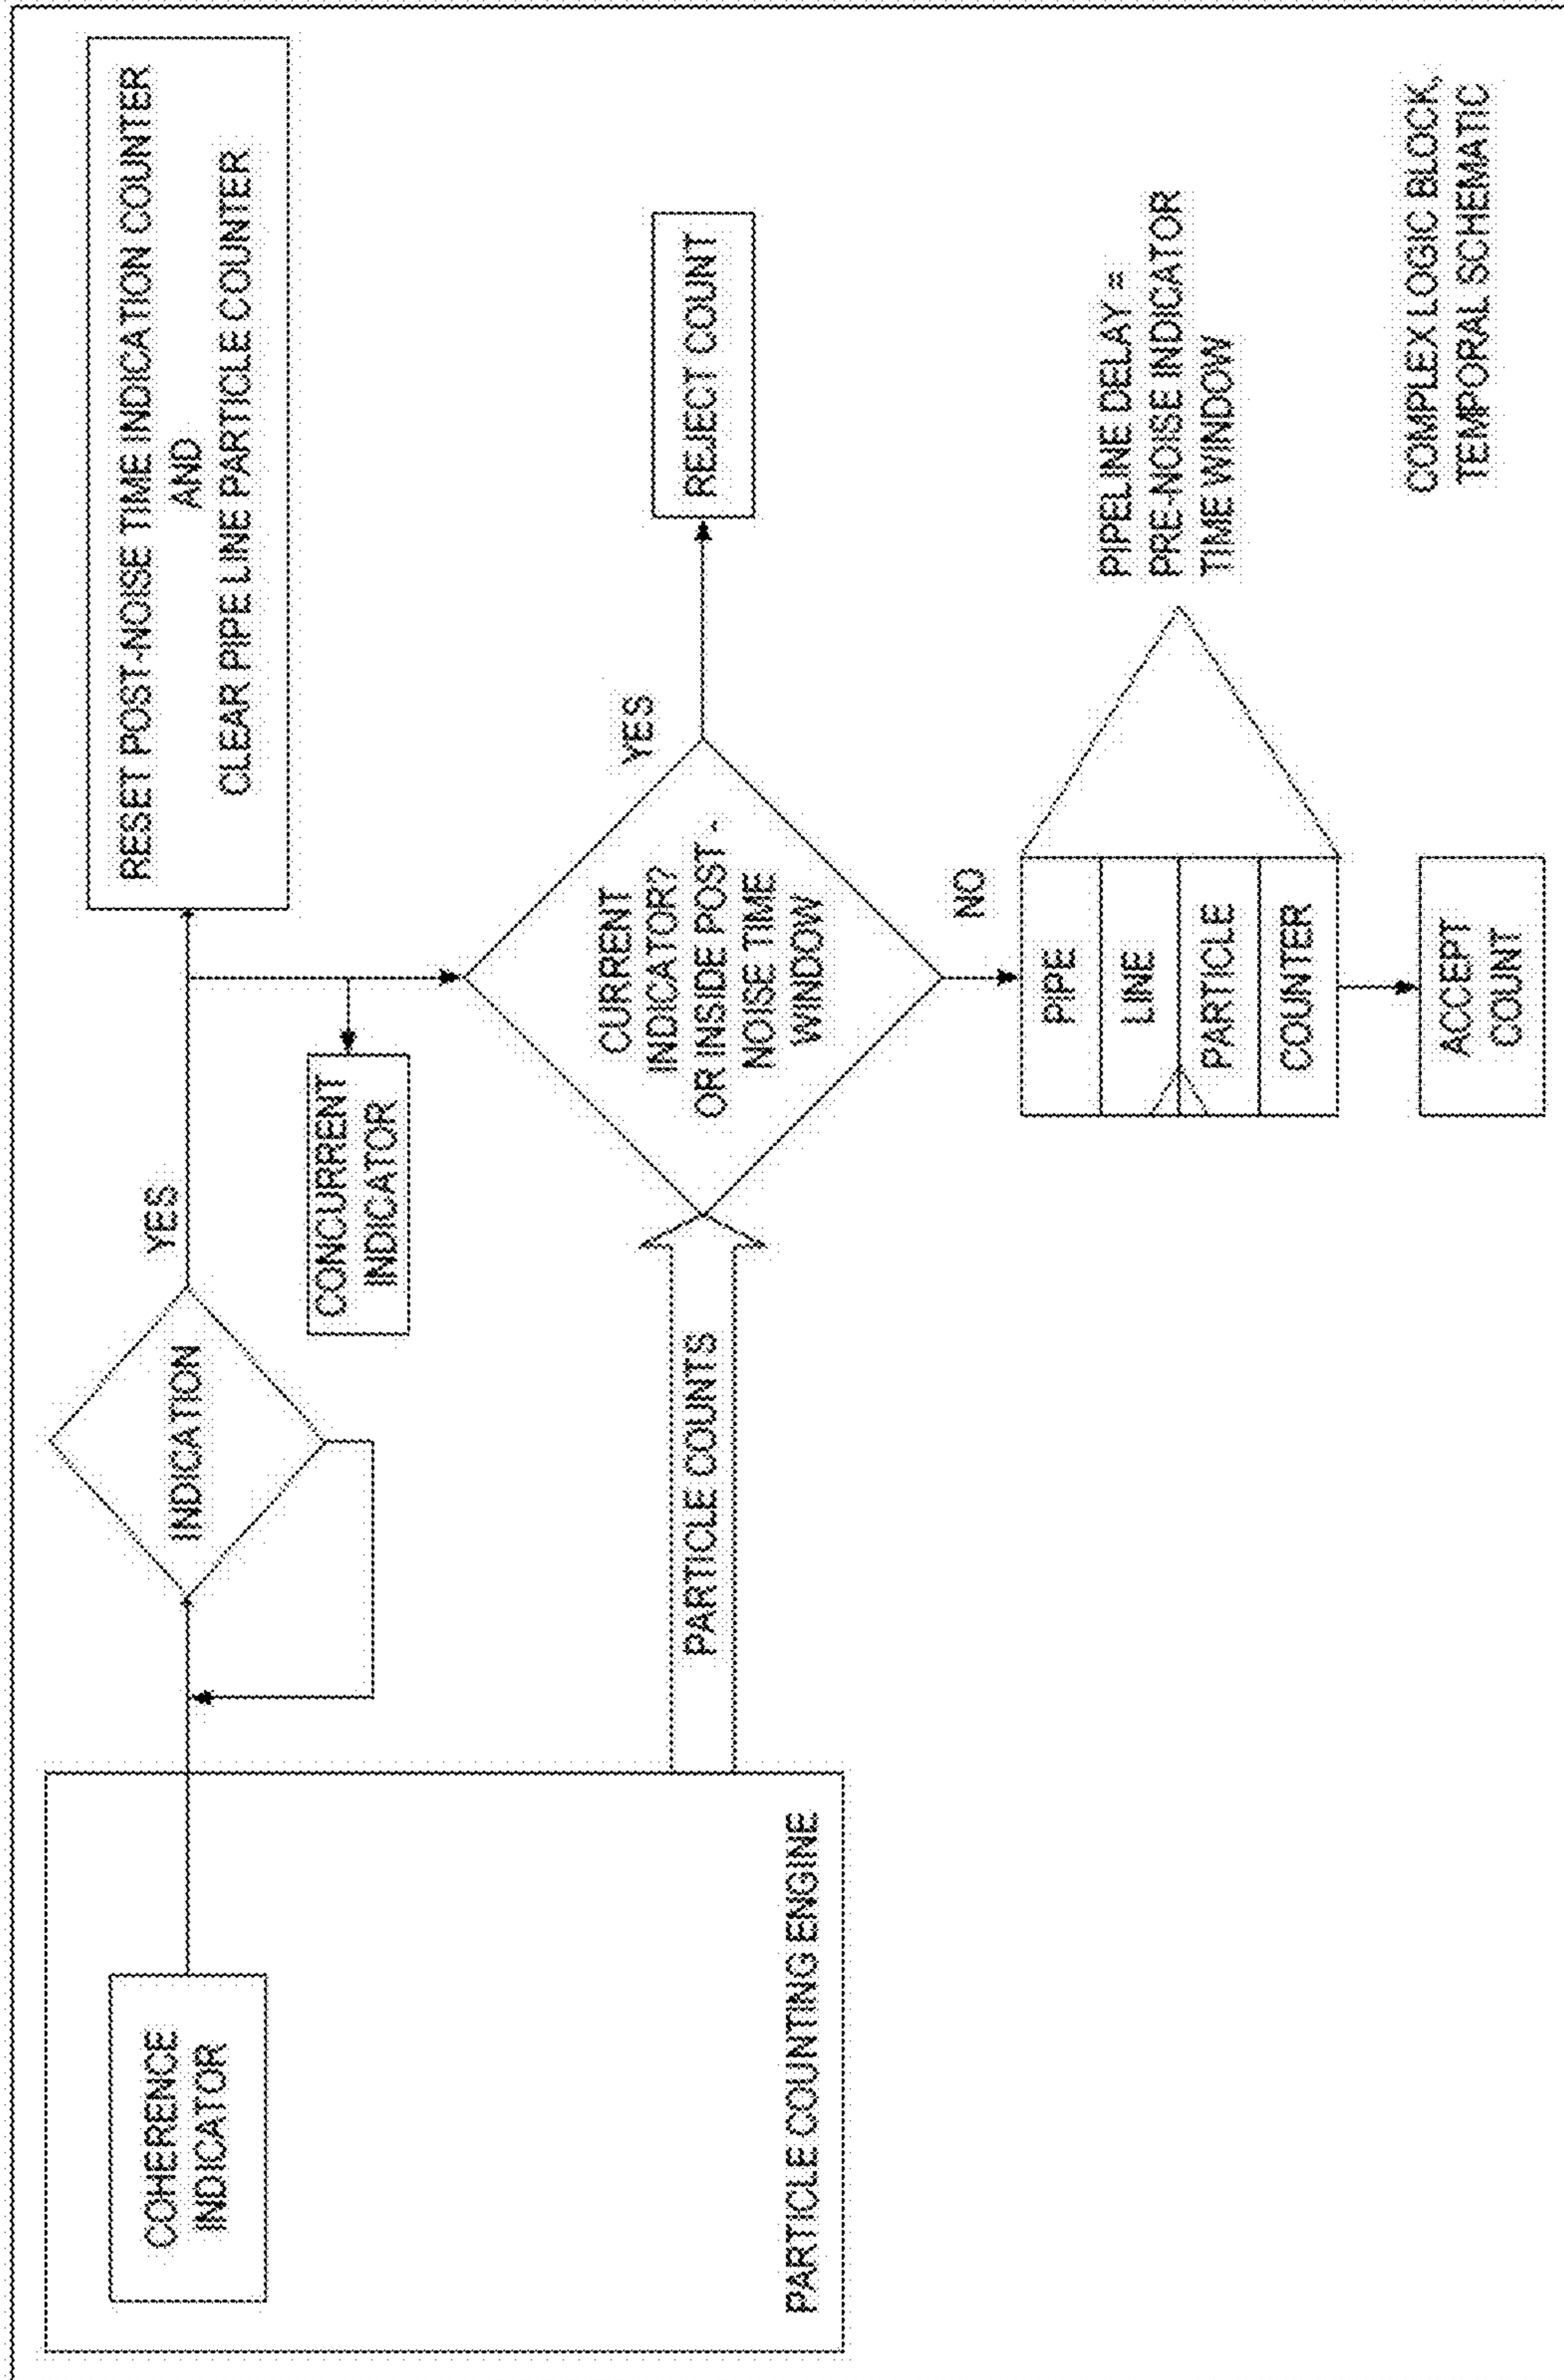 COHERENCE
INDICATOR
PARTICLE COUNTING ENGINE
INDICATION
YES
RESET POST-NOISE TIME INDICATION COUNTER
AND
CLEAR PIPE LINE PARTICLE COUNTER
CONCURRENT
INDICATOR
PARTICLE COUNTS
CURRENT
INDICATOR?
OR INSIDE POST-
NOISE TIME
WINDOW
YES
REJECT COUNT
NO
PIPE
LINE
PARTICLE
COUNTER
PIPELINE DELAY =
PRE-NOISE INDICATOR
TIME WINDOW
ACCEPT
COUNT
COMPLEX LOGIC BLOCK,
TEMPORAL SCHEMATIC